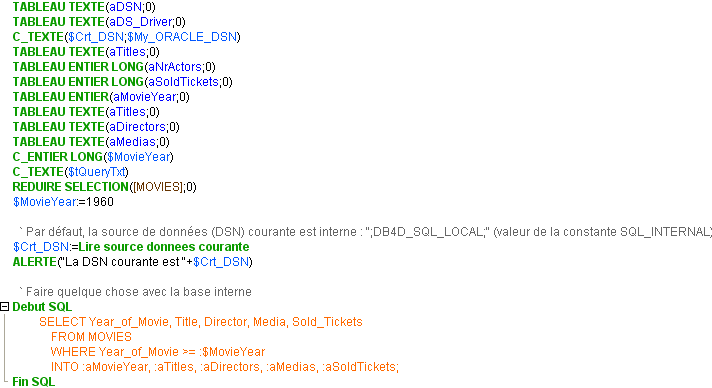 TABLEAU TEXTE(aDSN;0)
TABLEAU TEXTE(aDS_Driver;0)
C_TEXTE($Crt_DSN;$My_ORACLE_DSN)
TABLEAU TEXTE(aTitles;0)
TABLEAU ENTIER LONG(aNrActors;0)
TABLEAU ENTIER LONG(aSoldTickets;0)
TABLEAU ENTIER(aMovieYear;0)
TABLEAU TEXTE(aTitles;0)
TABLEAU TEXTE(aDirectors;0)
TABLEAU TEXTE(aMedias;0)
C_ENTIER LONG($MovieYear)
C_TEXTE($tQueryTxt)
REDUIRE SELECTION([MOVIES];0)
$MovieYear:=1960
` Par défaut, la source de données (DSN) courante est interne : ";DB4D_SQL_LOCAL;" (valeur de la constante SQL_INTERNAL)
$Crt_DSN:=Lire source donnees courante
ALERTE("La DSN courante est "+$Crt_DSN)
` Faire quelque chose avec la base interne
Debut SQL
SELECT Year_of_Movie, Title, Director, Media, Sold_Tickets
FROM MOVIES
WHERE Year_of_Movie >= :$MovieYear
INTO :aMovieYear, :aTitles, :aDirectors, :aMedias, :aSoldTickets;
Fin SQL